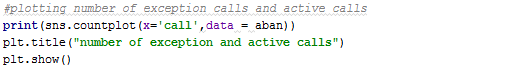 #plotting number of exception calls and active calls
print(sns.countplot(x='call',data = aban))
plt.title("number of exception and active calls")
plt.show()